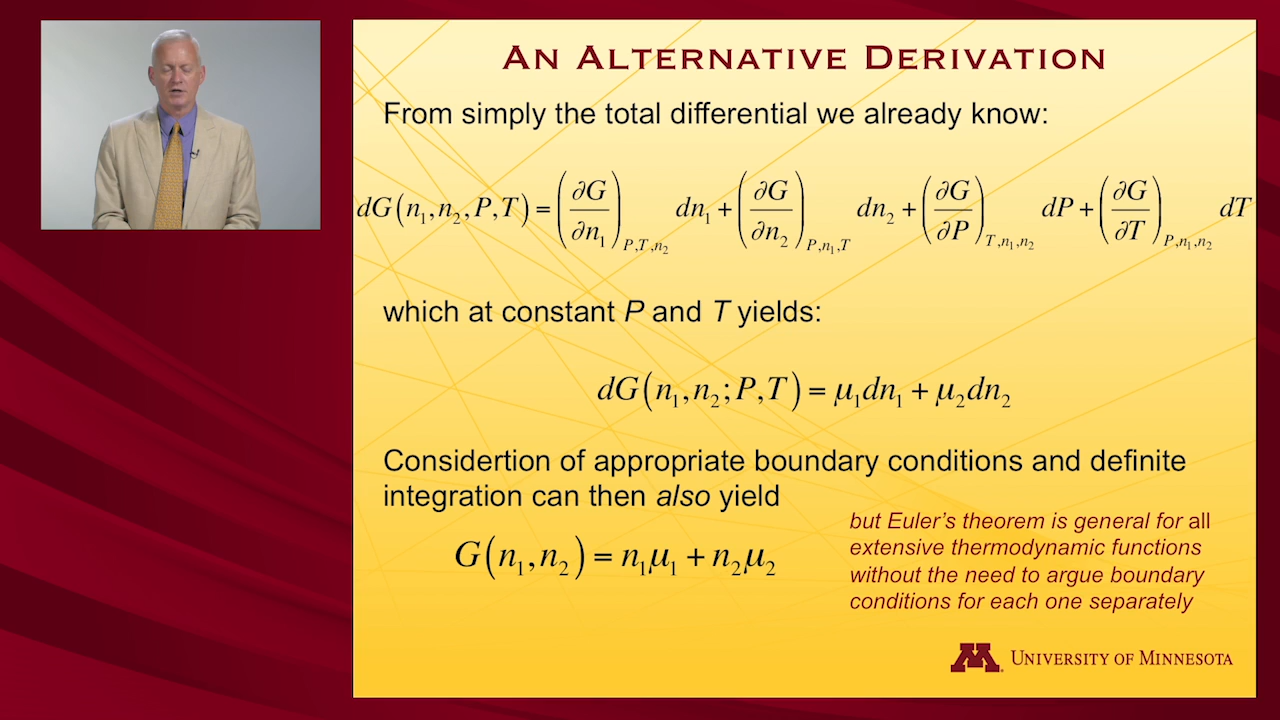 AN ALTERNATIVE DERIVATION
From simply the total differential we already know:
dG(n₁,n₂,P,T) = (∂G/∂n₁)_{P,T,n₂} dn₁ + (∂G/∂n₂)_{P,n₁,T} dn₂ + (∂G/∂P)_{T,n₁,n₂} dP + (∂G/∂T)_{P,n₁,n₂} dT
which at constant P and T yields:
dG(n₁,n₂;P,T) = μ₁dn₁ + μ₂dn₂
Considertion of appropriate boundary conditions and definite
integration can then also yield
G(n₁,n₂) = n₁μ₁ + n₂μ₂
but Euler's theorem is general for all
extensive thermodynamic functions
without the need to argue boundary
conditions for each one separately
M
UNIVERSITY OF MINNESOTA